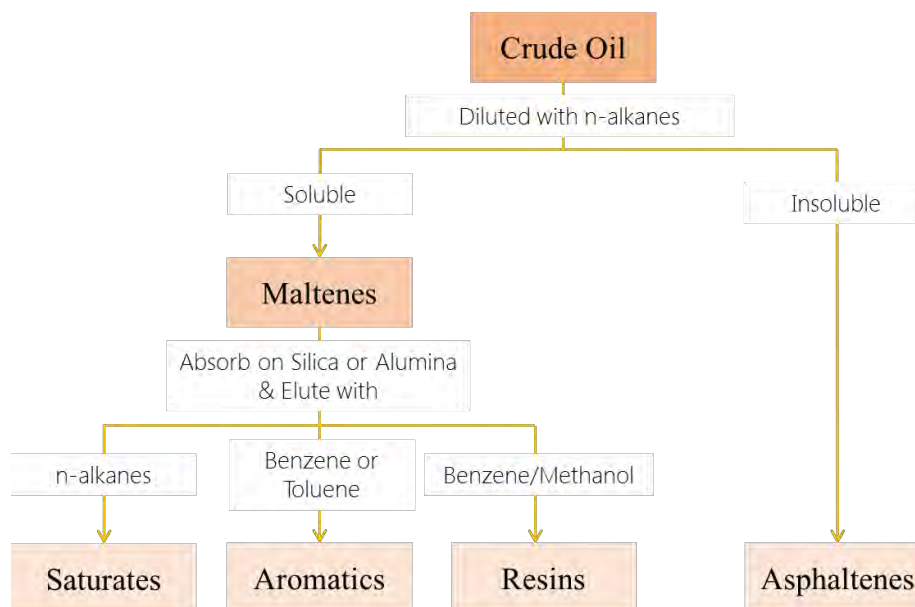 Crude Oil
Diluted with n-alkanes
Soluble
Insoluble
Maltenes
Absorb on Silica or Alumina
& Elute with
n-alkanes
Benzene or
Toluene
Benzene/Methanol
Saturates
Aromatics
Resins
Asphaltenes